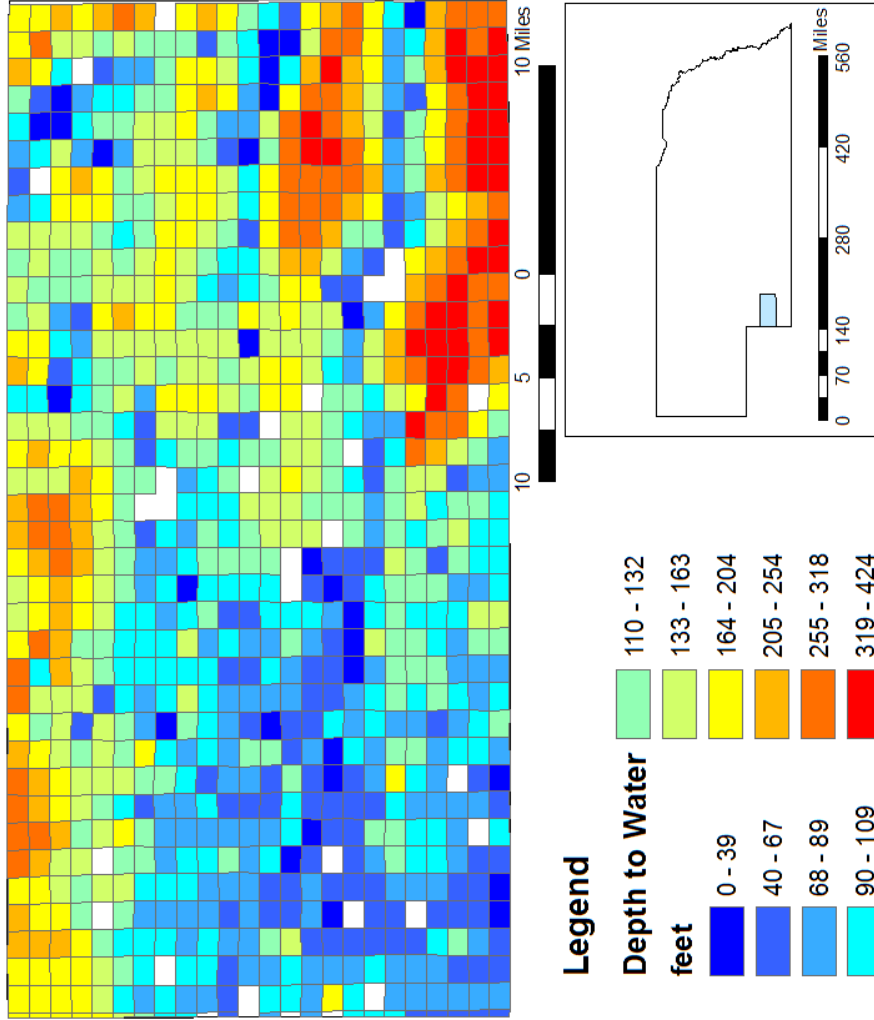 10
5
0
10 Miles
Legend
Depth to Water
feet
0 - 39
40 - 67
68 - 89
90 - 109
110 - 132
133 - 163
164 - 204
205 - 254
255 - 318
319 - 424
0
70
140
280
420
560
Miles